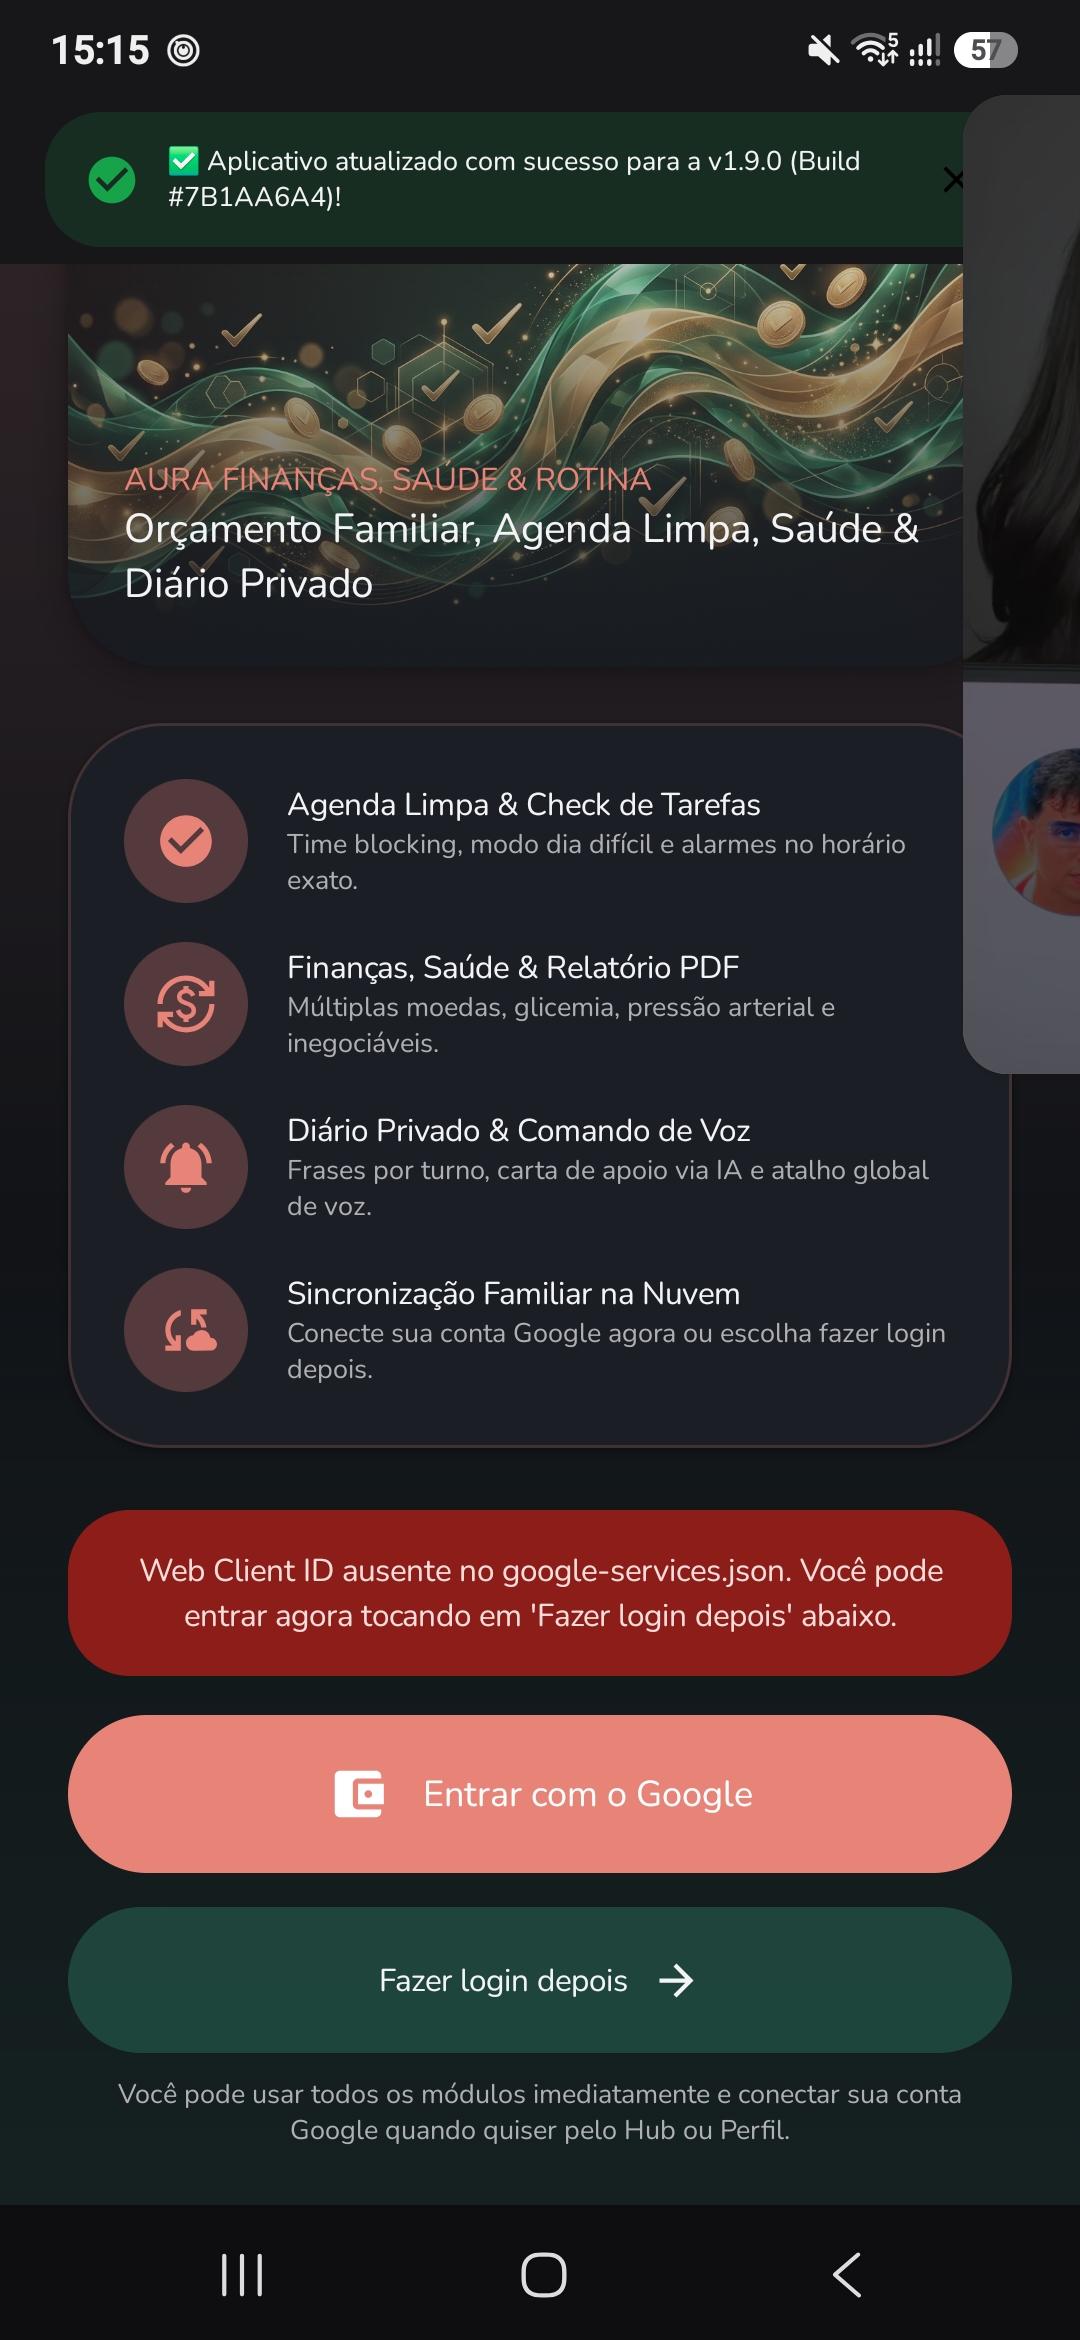 15:15
5
57
✅ Aplicativo atualizado com sucesso para a v1.9.0 (Build
#7B1AA6A4)!
AURA FINANÇAS, SAÚDE & ROTINA
Orçamento Familiar, Agenda Limpa, Saúde &
Diário Privado
Agenda Limpa & Check de Tarefas
Time blocking, modo dia difícil e alarmes no horário
exato.
Finanças, Saúde & Relatório PDF
Múltiplas moedas, glicemia, pressão arterial e
inegociáveis.
Diário Privado & Comando de Voz
Frases por turno, carta de apoio via IA e atalho global
de voz.
Sincronização Familiar na Nuvem
Conecte sua conta Google agora ou escolha fazer login
depois.
Web Client ID ausente no google-services.json. Você pode
entrar agora tocando em 'Fazer login depois' abaixo.
Entrar com o Google
Fazer login depois
Você pode usar todos os módulos imediatamente e conectar sua conta
Google quando quiser pelo Hub ou Perfil.